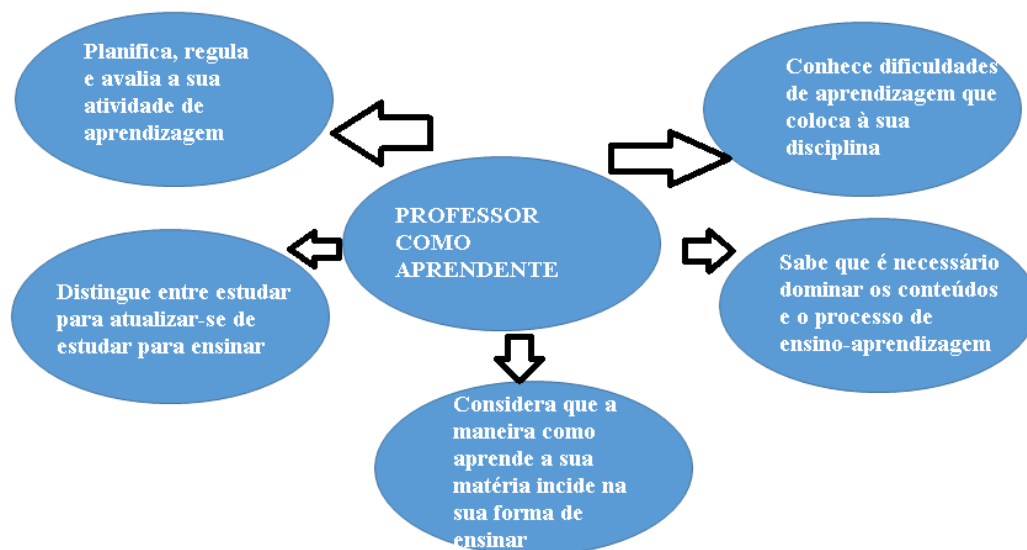 Planifica, regula
e avalia a sua
atividade de
aprendizagem
Conhece dificuldades
de aprendizagem que
coloca à sua
disciplina
PROFESSOR
COMO
APRENDENTE
Distingue entre estudar
para atualizar-se de
estudar para ensinar
Sabe que é necessário
dominar os conteúdos
e o processo de
ensino-aprendizagem
Considera que a
maneira como
aprende a sua
matéria incide na
sua forma de
ensinar